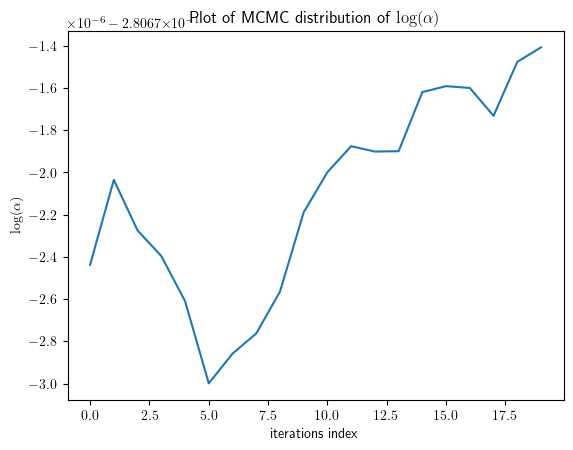 ×10⁻⁶ − 2.8067×10⁻
Plot of MCMC distribution of log(α)
−1.4
−1.6
−1.8
−2.0
−2.2
−2.4
−2.6
−2.8
−3.0
log(α)
0.0 2.5 5.0 7.5 10.0 12.5 15.0 17.5
iterations index